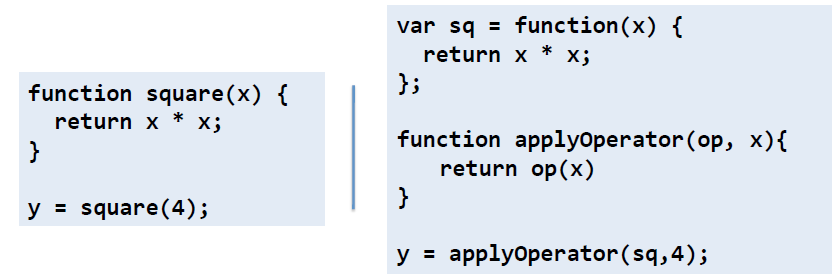 function square(x) {
  return x * x;
}
y = square(4);
var sq = function(x) {
  return x * x;
};
function applyOperator(op, x){
   return op(x)
}
y = applyOperator(sq,4);